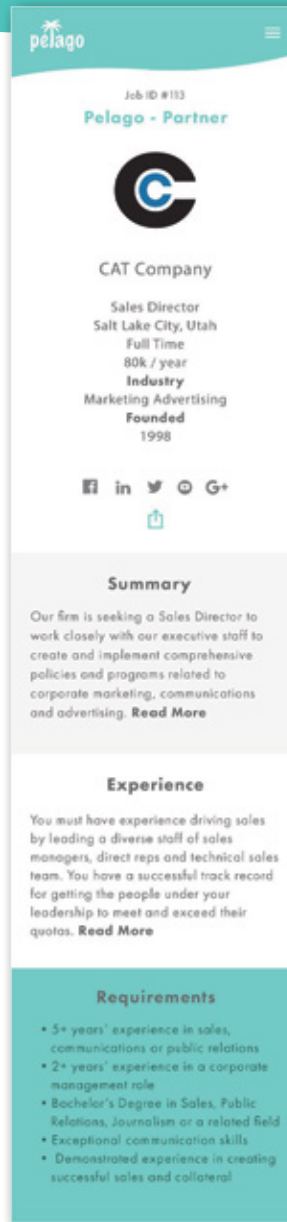 pelago
Job ID #113
Pelago - Partner
CAT Company
Sales Director
Salt Lake City, Utah
Full Time
80k / year
Industry
Marketing Advertising
Founded
1998
f in G+
Summary
Our firm is seeking a Sales Director to
work closely with our executive staff to
create and implement comprehensive
policies and programs related to
corporate marketing, communications
and advertising. Read More
Experience
You must have experience driving sales
by leading a diverse staff of sales
managers, direct reps and technical sales
team. You have a successful track record
for getting the people under your
leadership to meet and exceed their
quotas. Read More
Requirements
• 5+ years' experience in sales,
communications or public relations
• 2+ years' experience in a corporate
management role
• Bachelor's Degree in Sales, Public
Relations, Journalism or a related field
• Exceptional communication skills
• Demonstrated experience in creating
successful sales and collateral